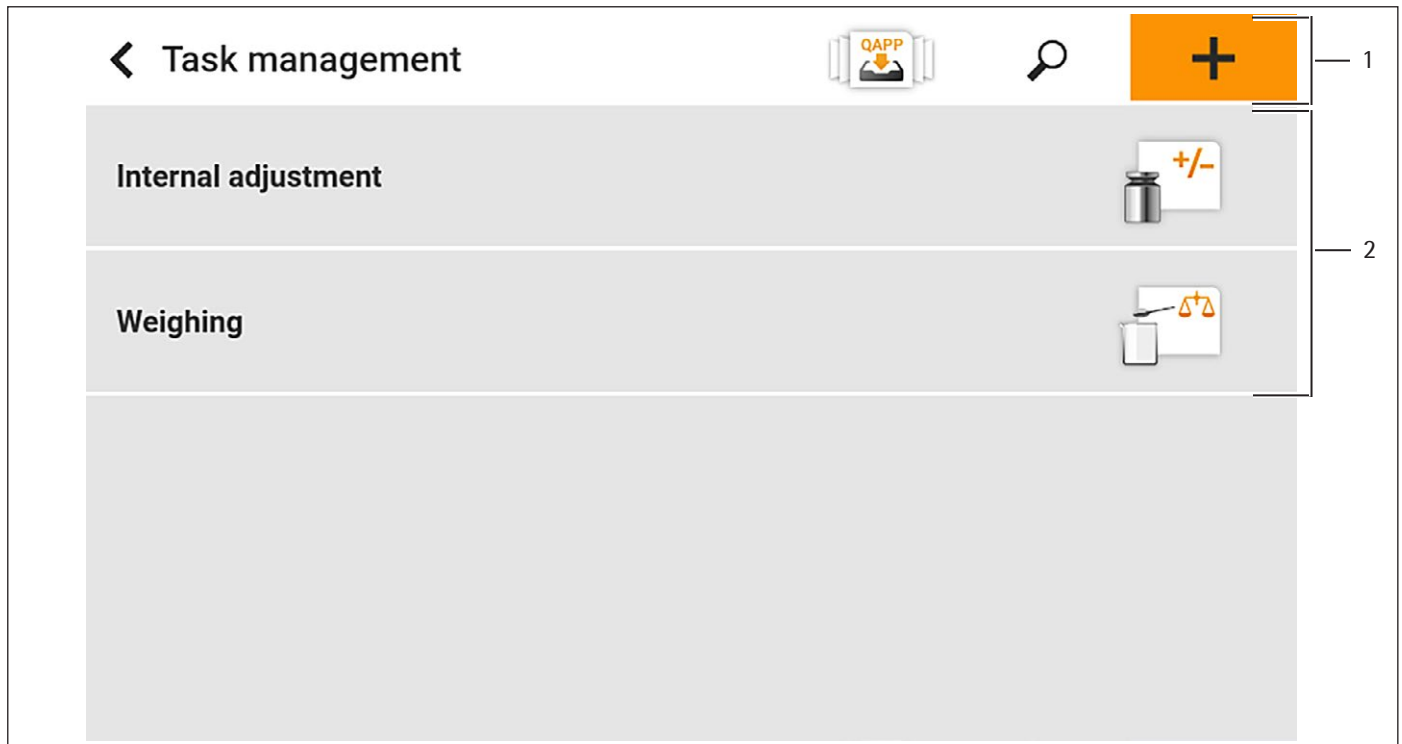 Task management
QAPP
+
1
Internal adjustment
+/-
2
Weighing